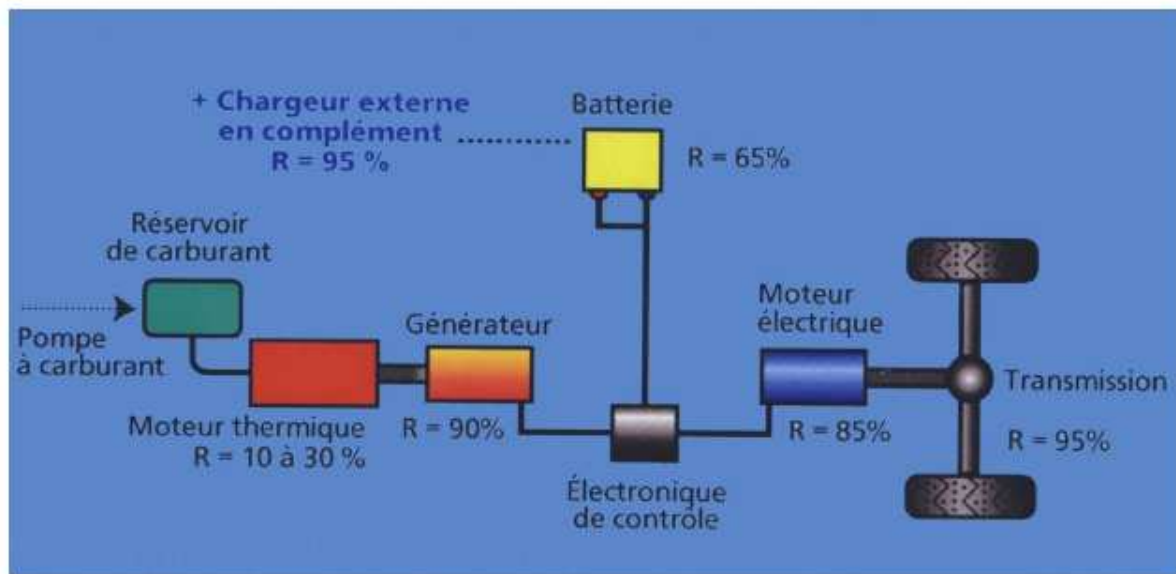 + Chargeur externe
en complément
R = 95 %
Batterie
R = 65%
Réservoir
de carburant
Pompe
à carburant
Moteur thermique
R = 10 à 30 %
Générateur
R = 90%
Électronique
de contrôle
Moteur
électrique
R = 85%
Transmission
R = 95%